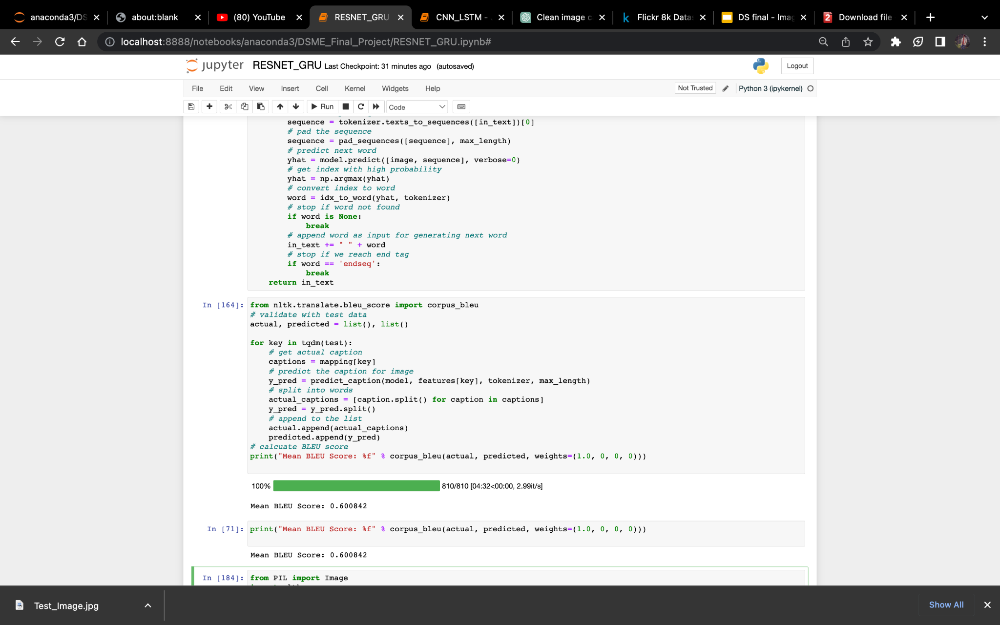 anaconda3/DS
about:blank
(80) YouTube
RESNET_GRU
CNN_LSTM -
Clean image c
Flickr 8k Datas
DS final - Imag
2 Download file
localhost:8888/notebooks/anaconda3/DSME_Final_Project/RESNET_GRU.ipynb#
jupyter RESNET_GRU Last Checkpoint: 31 minutes ago (autosaved)
Logout
File Edit View Insert Cell Kernel Widgets Help
Not Trusted
Python 3 (ipykernel)
Run
Code
sequence = tokenizer.texts_to_sequences([in_text])[0]
# pad the sequence
sequence = pad_sequences([sequence], max_length)
# predict next word
yhat = model.predict([image, sequence], verbose=0)
# get index with high probability
yhat = np.argmax(yhat)
# convert index to word
word = idx_to_word(yhat, tokenizer)
# stop if word not found
if word is None:
break
# append word as input for generating next word
in_text += " " + word
# stop if we reach end tag
if word == 'endseq':
break
return in_text
In [164]: from nltk.translate.bleu_score import corpus_bleu
# validate with test data
actual, predicted = list(), list()
for key in tqdm(test):
# get actual caption
captions = mapping[key]
# predict the caption for image
y_pred = predict_caption(model, features[key], tokenizer, max_length)
# split into words
actual_captions = [caption.split() for caption in captions]
y_pred = y_pred.split()
# append to the list
actual.append(actual_captions)
predicted.append(y_pred)
# calcuate BLEU score
print("Mean BLEU Score: %f" % corpus_bleu(actual, predicted, weights=(1.0, 0, 0, 0)))
100% 810/810 [04:32<00:00, 2.99it/s]
Mean BLEU Score: 0.600842
In [71]: print("Mean BLEU Score: %f" % corpus_bleu(actual, predicted, weights=(1.0, 0, 0, 0)))
Mean BLEU Score: 0.600842
In [184]: from PIL import Image
Test_Image.jpg
Show All